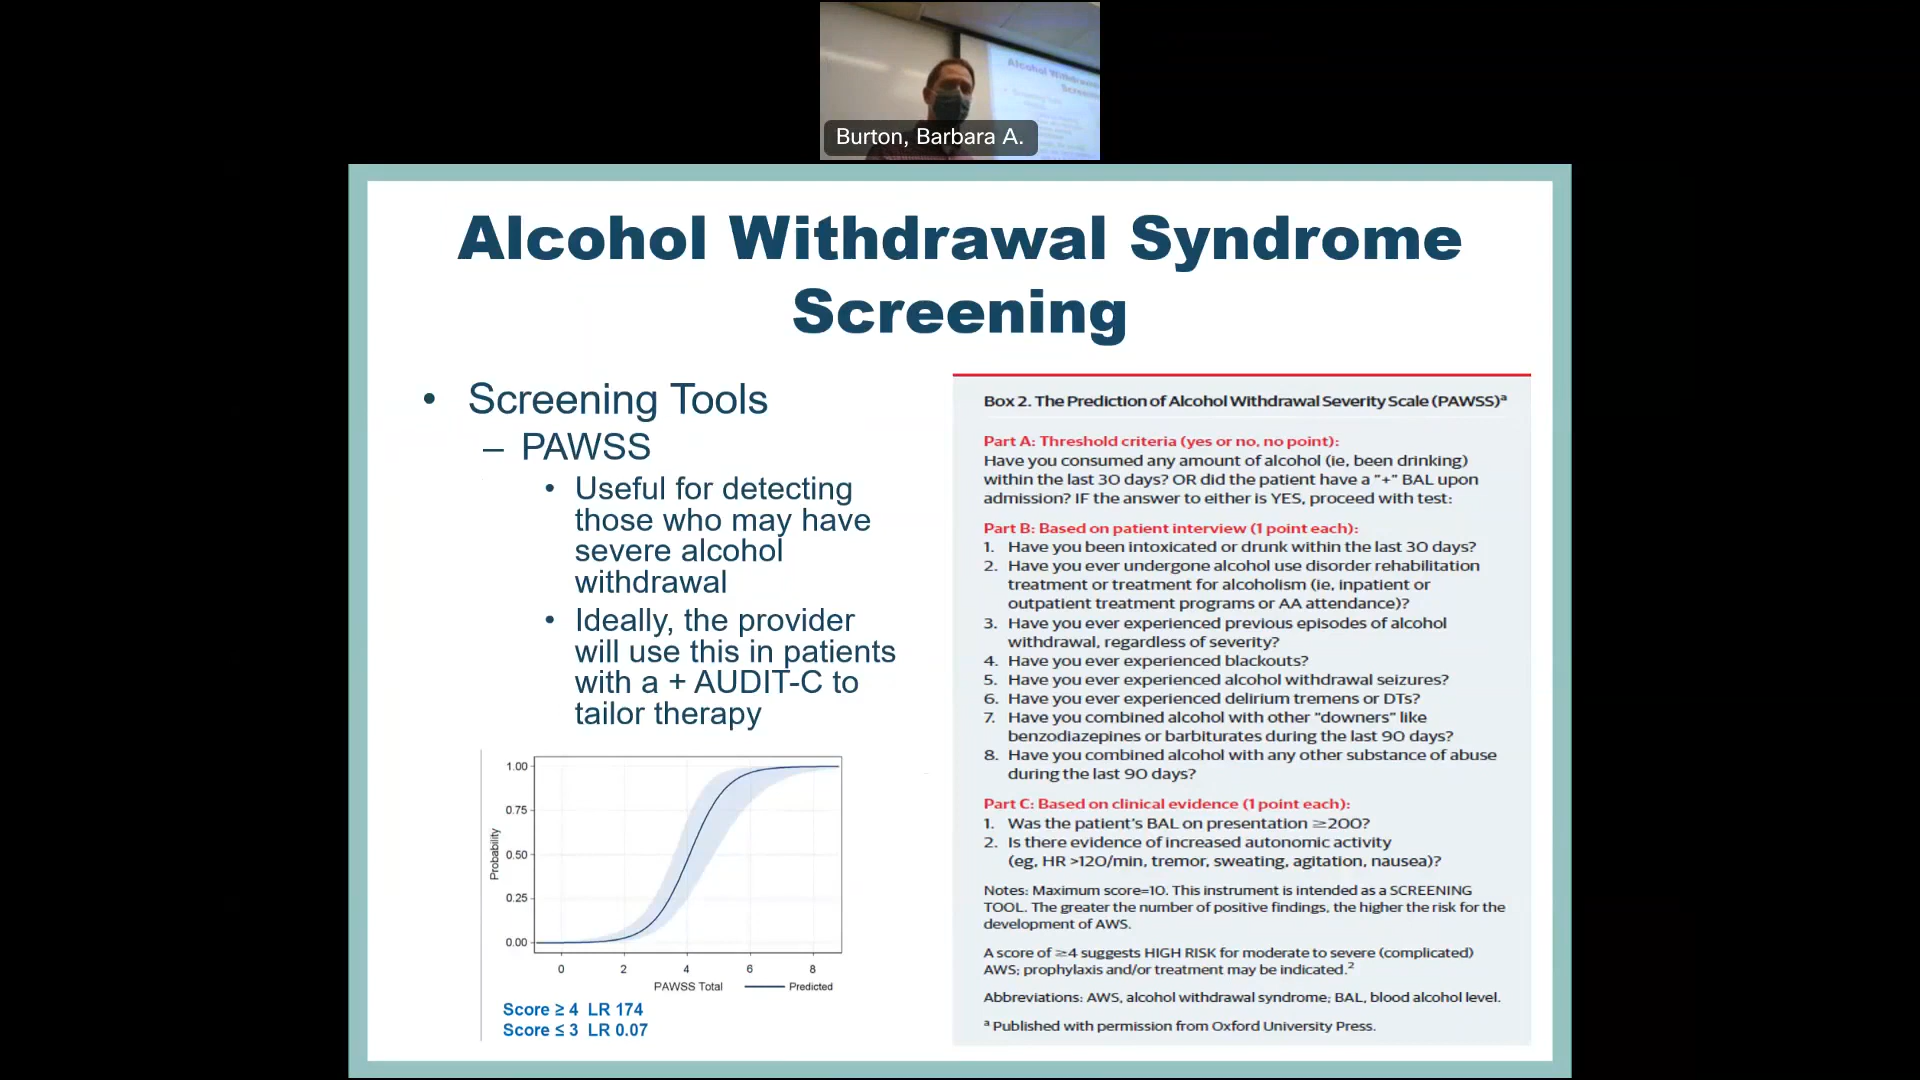 Alcohol Withdrawal
Screening
Burton, Barbara A.
Alcohol Withdrawal Syndrome
Screening
• Screening Tools
– PAWSS
• Useful for detecting
those who may have
severe alcohol
withdrawal
• Ideally, the provider
will use this in patients
with a + AUDIT-C to
tailor therapy
1.00
0.75
0.50
0.25
0.00
Probability
0 2 4 6 8
PAWSS Total Predicted
Score ≥ 4 LR 174
Score ≤ 3 LR 0.07
Box 2. The Prediction of Alcohol Withdrawal Severity Scale (PAWSS)ª
Part A: Threshold criteria (yes or no, no point):
Have you consumed any amount of alcohol (ie, been drinking)
within the last 30 days? OR did the patient have a "+" BAL upon
admission? IF the answer to either is YES, proceed with test:
Part B: Based on patient interview (1 point each):
1. Have you been intoxicated or drunk within the last 30 days?
2. Have you ever undergone alcohol use disorder rehabilitation
treatment or treatment for alcoholism (ie, inpatient or
outpatient treatment programs or AA attendance)?
3. Have you ever experienced previous episodes of alcohol
withdrawal, regardless of severity?
4. Have you ever experienced blackouts?
5. Have you ever experienced alcohol withdrawal seizures?
6. Have you ever experienced delirium tremens or DTs?
7. Have you combined alcohol with other "downers" like
benzodiazepines or barbiturates during the last 90 days?
8. Have you combined alcohol with any other substance of abuse
during the last 90 days?
Part C: Based on clinical evidence (1 point each):
1. Was the patient's BAL on presentation ≥200?
2. Is there evidence of increased autonomic activity
(eg, HR >120/min, tremor, sweating, agitation, nausea)?
Notes: Maximum score=10. This instrument is intended as a SCREENING
TOOL. The greater the number of positive findings, the higher the risk for the
development of AWS.
A score of ≥4 suggests HIGH RISK for moderate to severe (complicated)
AWS; prophylaxis and/or treatment may be indicated.²
Abbreviations: AWS, alcohol withdrawal syndrome; BAL, blood alcohol level.
ª Published with permission from Oxford University Press.